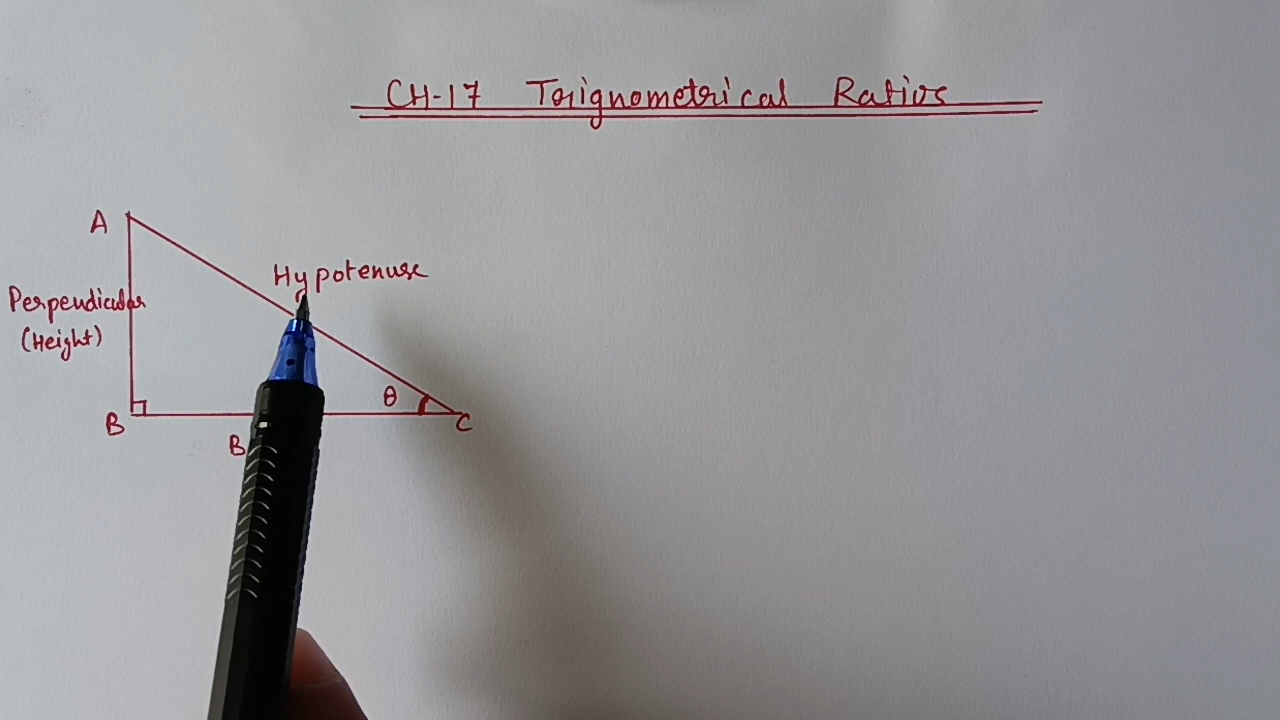 CH-17 Trignometrical Ratios
A
Hypotenuse
Perpendicular
(Height)
θ
B
C
B